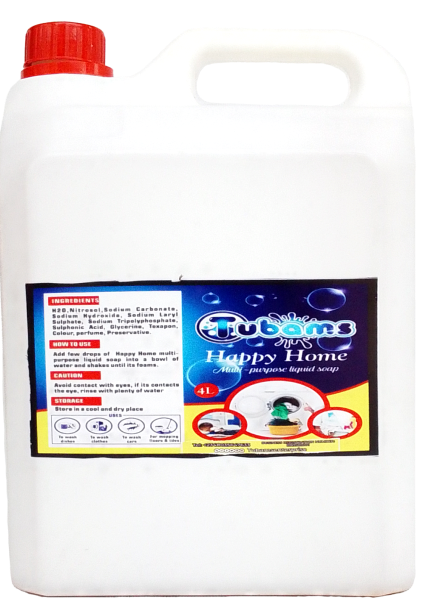 INGREDIENTS
H2O,Nitrosol,Sodium Carbonate,
Sodium Hydroxide, Sodium Laryl
Sulphate, Sodium Tripolyphosphate,
Sulphonic Acid, Glycerine, Texapon,
Colour, perfume, Preservative.
HOW TO USE
Add few drops of Happy Home multi-
purpose liquid soap into a bowl of
water and shakes until its foams.
CAUTION
Avoid contact with eyes, if its contacts
the eye, rinse with plenty of water
STORAGE
Store in a cool and dry place
USES
To wash
dishes
To wash
clothes
To wash
cars
For mopping
floors & tiles
Tubams
Happy Home
Multi-purpose liquid soap
4L
Tubamsenterprise